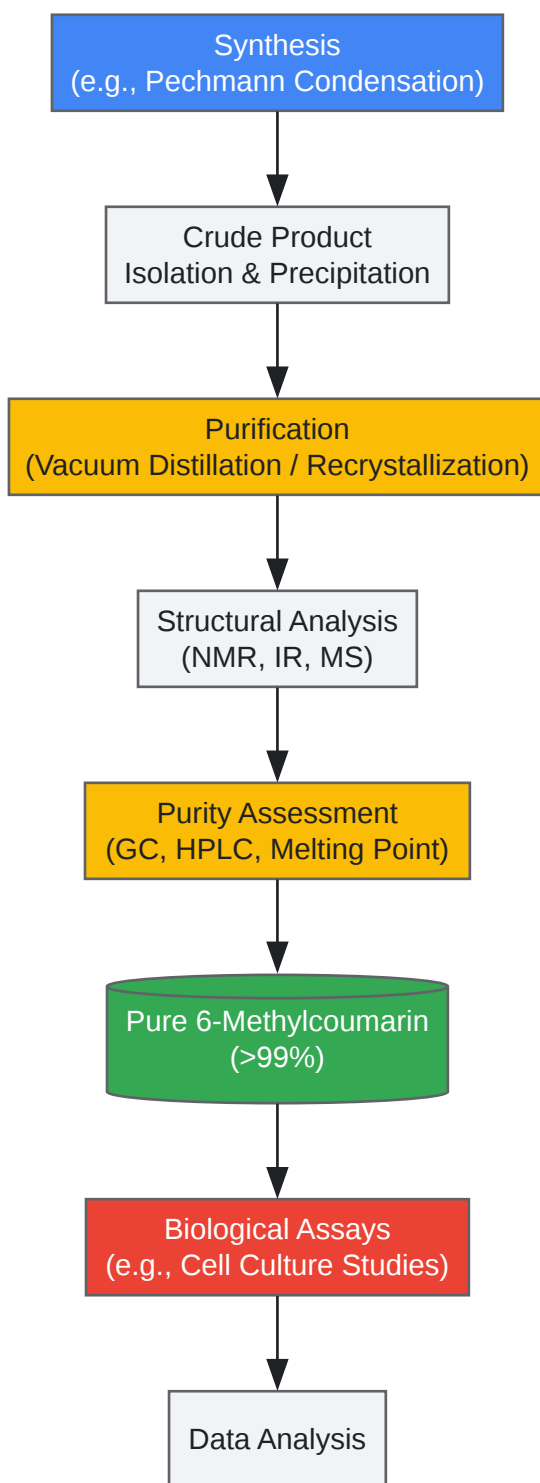 Synthesis
(e.g., Pechmann Condensation)
Crude Product
Isolation & Precipitation
Purification
(Vacuum Distillation / Recrystallization)
Structural Analysis
(NMR, IR, MS)
Purity Assessment
(GC, HPLC, Melting Point)
Pure 6-Methylcoumarin
(>99%)
Biological Assays
(e.g., Cell Culture Studies)
Data Analysis